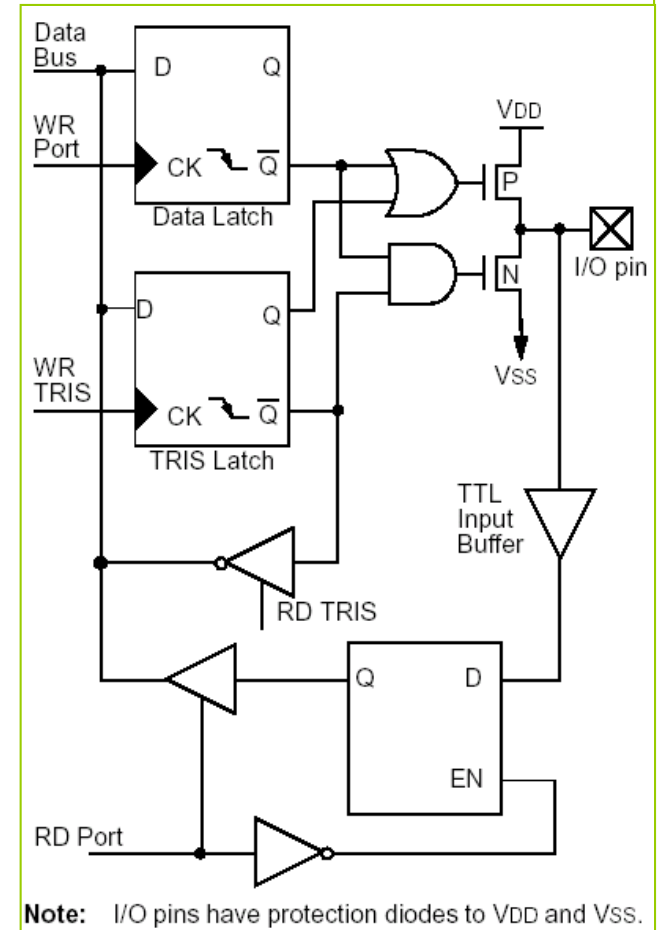 Data
Bus
D
Q
WR
Port
CK
Q
Data Latch
VDD
P
N
I/O pin
VSS
D
Q
WR
TRIS
CK
Q
TRIS Latch
TTL
Input
Buffer
RD TRIS
Q
D
EN
RD Port
Note: I/O pins have protection diodes to VDD and VSS.